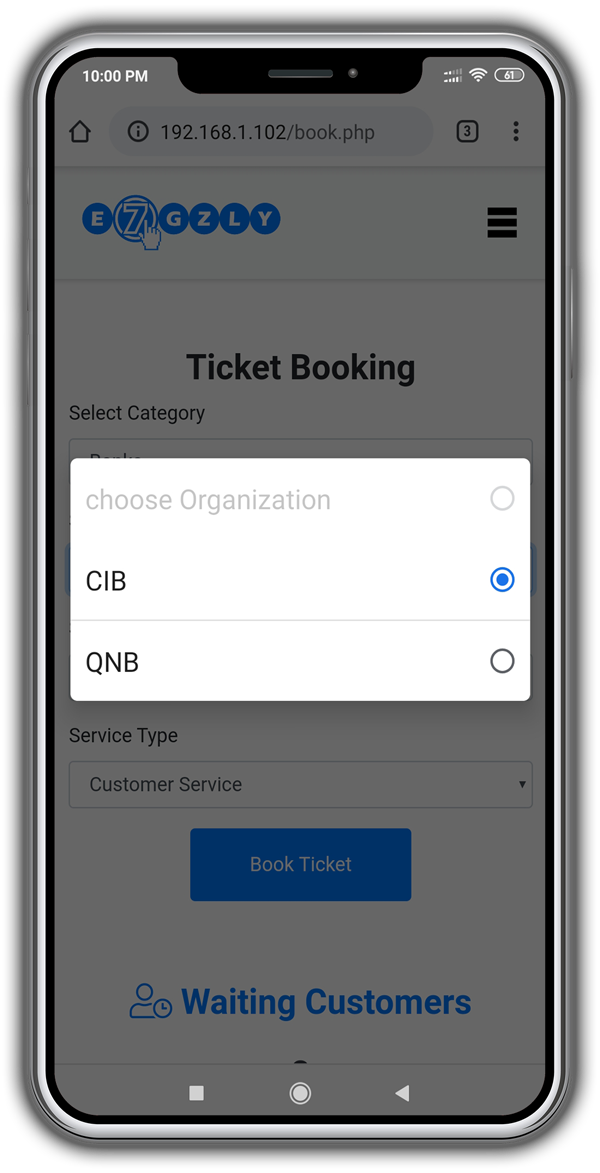 10:00 PM
61
192.168.1.102/book.php
3
E7GZLY
Ticket Booking
Select Category
choose Organization
CIB
QNB
Service Type
Customer Service
Book Ticket
Waiting Customers